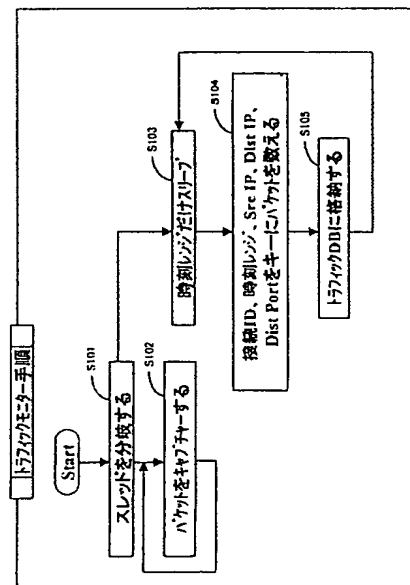 トラフィックモニター手順
Start
S101
スレッドを分岐する
S102
パケットをキャプチャーする
S103
時刻レンジだけスリープ
S104
接続ID、時刻レンジ、Src IP、Dist IP、
Dist Portをキーにパケットを数える
S105
トラフィックDBに格納する